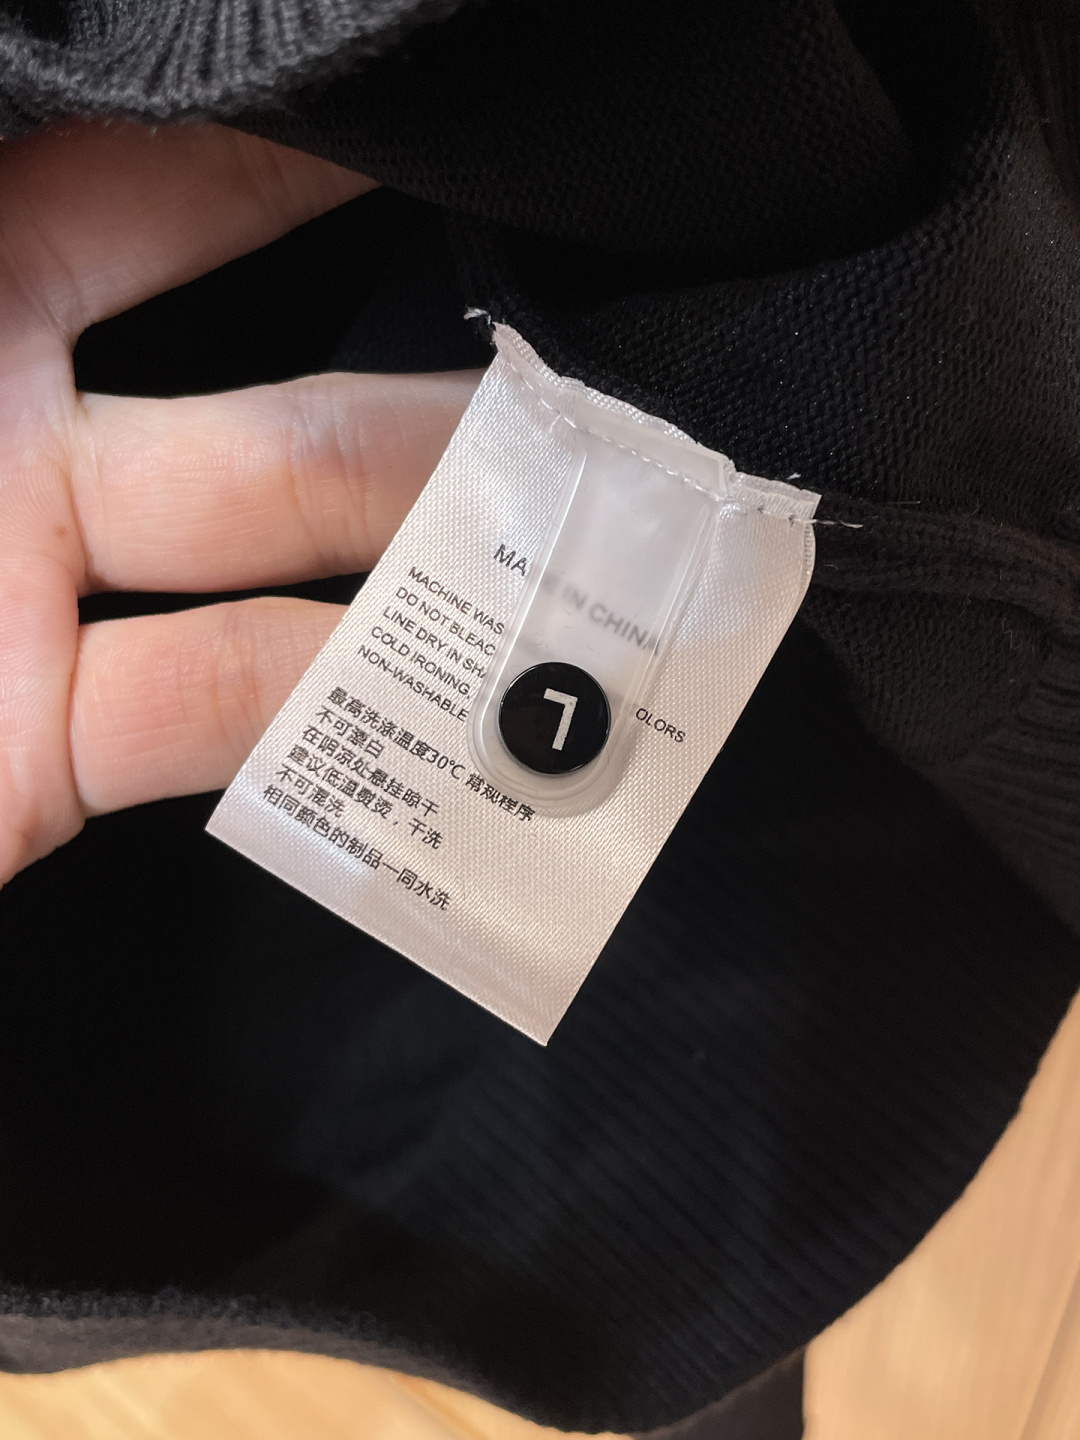 MADE IN CHINA
MACHINE WAS
DO NOT BLEAC
LINE DRY IN SHA
COLD IRONING,
NON-WASHABLE
OLORS
最高洗涤温度30℃ 常规程序
不可漂白
在阴凉处悬挂晾干
建议低温熨烫，干洗
不可混洗
相同颜色的制品一同水洗
L